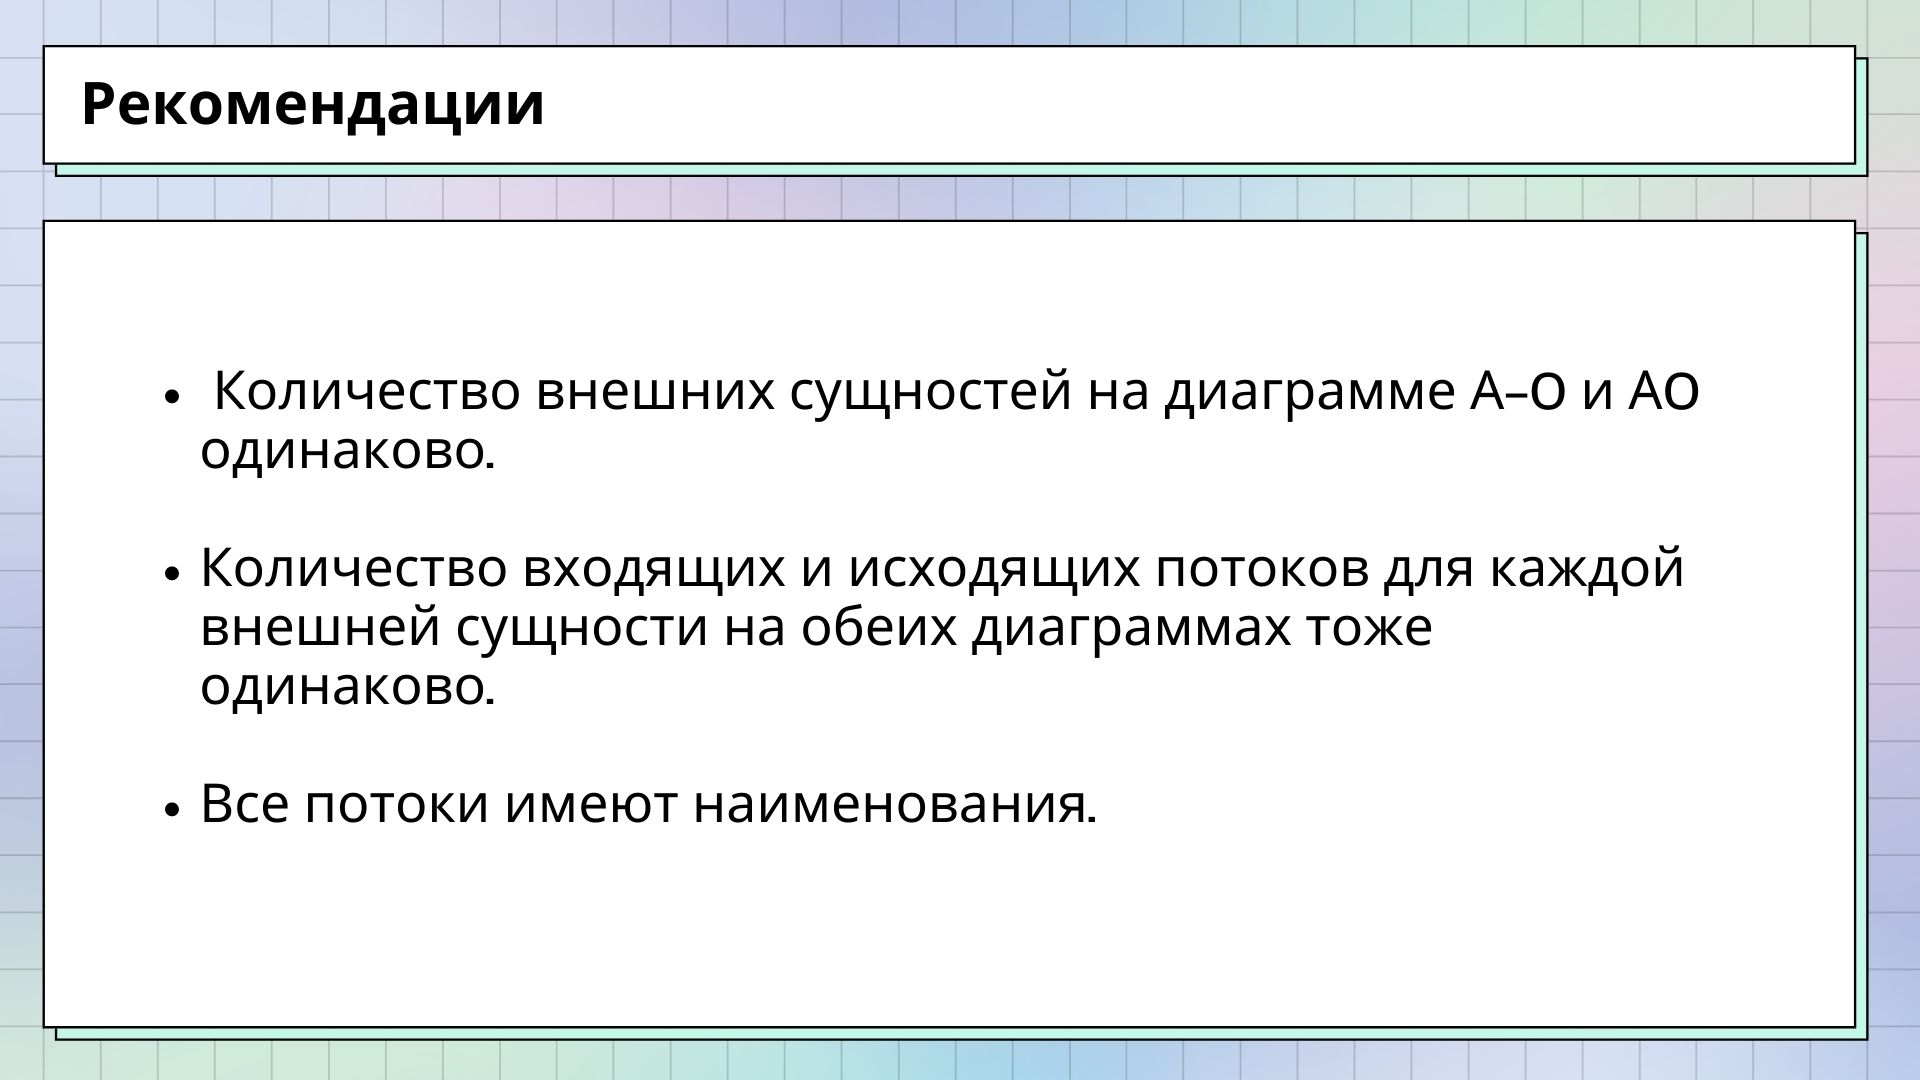 Рекомендации
• Количество внешних сущностей на диаграмме А–О и АО
одинаково.
• Количество входящих и исходящих потоков для каждой
внешней сущности на обеих диаграммах тоже
одинаково.
• Все потоки имеют наименования.